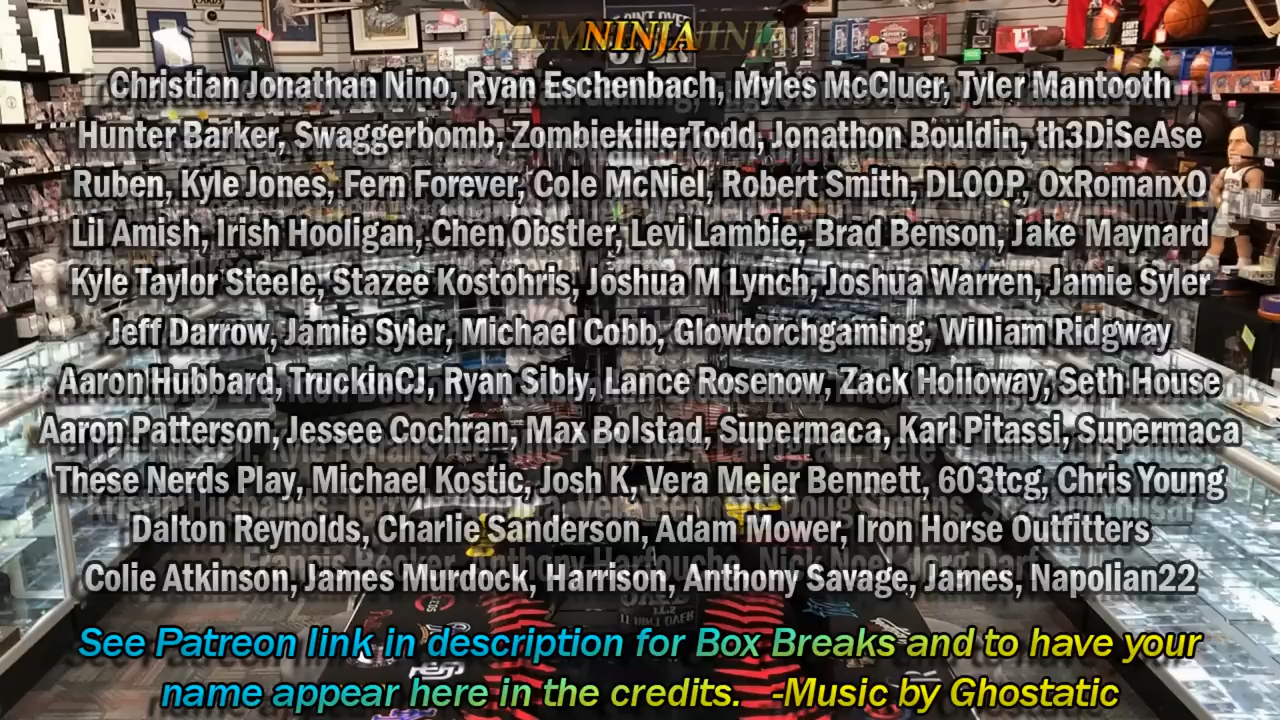 NINJA
Christian Jonathan Nino, Ryan Eschenbach, Myles McCluer, Tyler Mantooth
Hunter Barker, Swaggerbomb, ZombiekillerTodd, Jonathon Bouldin, th3DiSeAse
Ruben, Kyle Jones, Fern Forever, Cole McNiel, Robert Smith, DLOOP, OxRomanxO
Lil Amish, Irish Hooligan, Chen Obstler, Levi Lambie, Brad Benson, Jake Maynard
Kyle Taylor Steele, Stazee Kostohris, Joshua M Lynch, Joshua Warren, Jamie Syler
Jeff Darrow, Jamie Syler, Michael Cobb, Glowtorchgaming, William Ridgway
Aaron Hubbard, TruckinCJ, Ryan Sibly, Lance Rosenow, Zack Holloway, Seth House
Aaron Patterson, Jessee Cochran, Max Bolstad, Supermaca, Karl Pitassi, Supermaca
These Nerds Play, Michael Kostic, Josh K, Vera Meier Bennett, 603tcg, Chris Young
Dalton Reynolds, Charlie Sanderson, Adam Mower, Iron Horse Outfitters
Colie Atkinson, James Murdock, Harrison, Anthony Savage, James, Napolian22
See Patreon link in description for Box Breaks and to have your
name appear here in the credits. -Music by Ghostatic